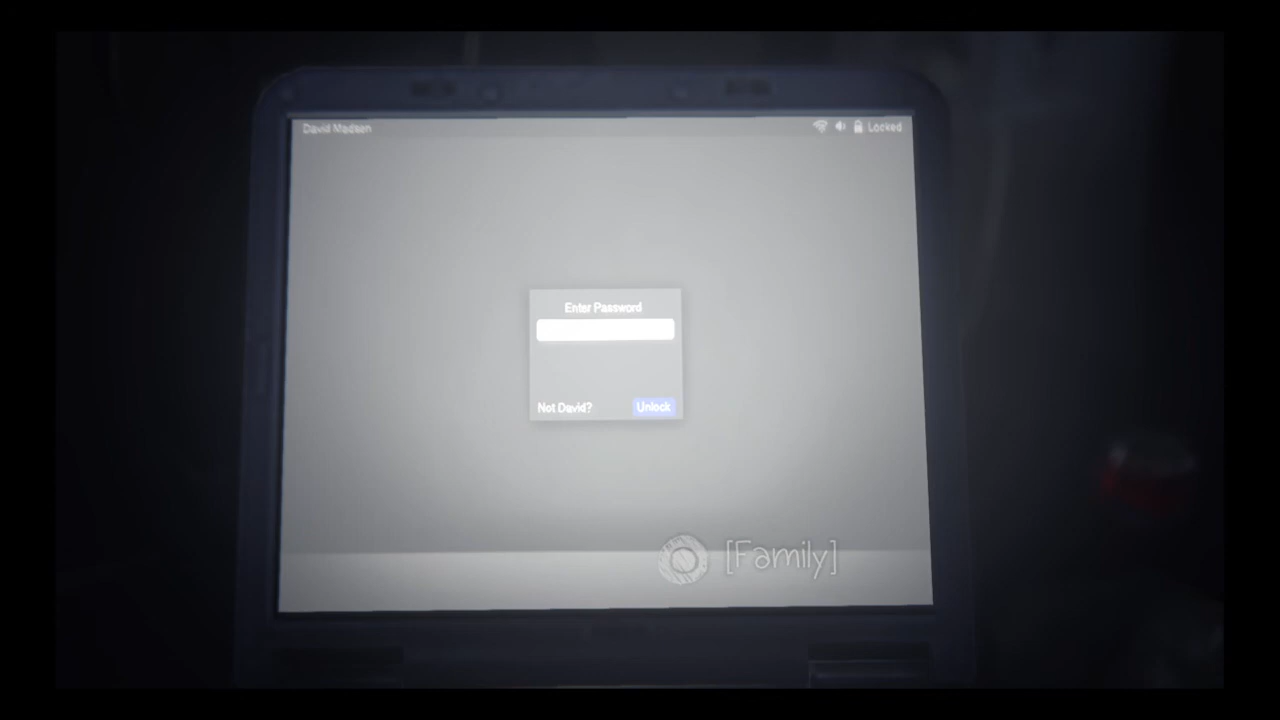 David Madsen
Locked
Enter Password
Not David?
Unlock
[Family]